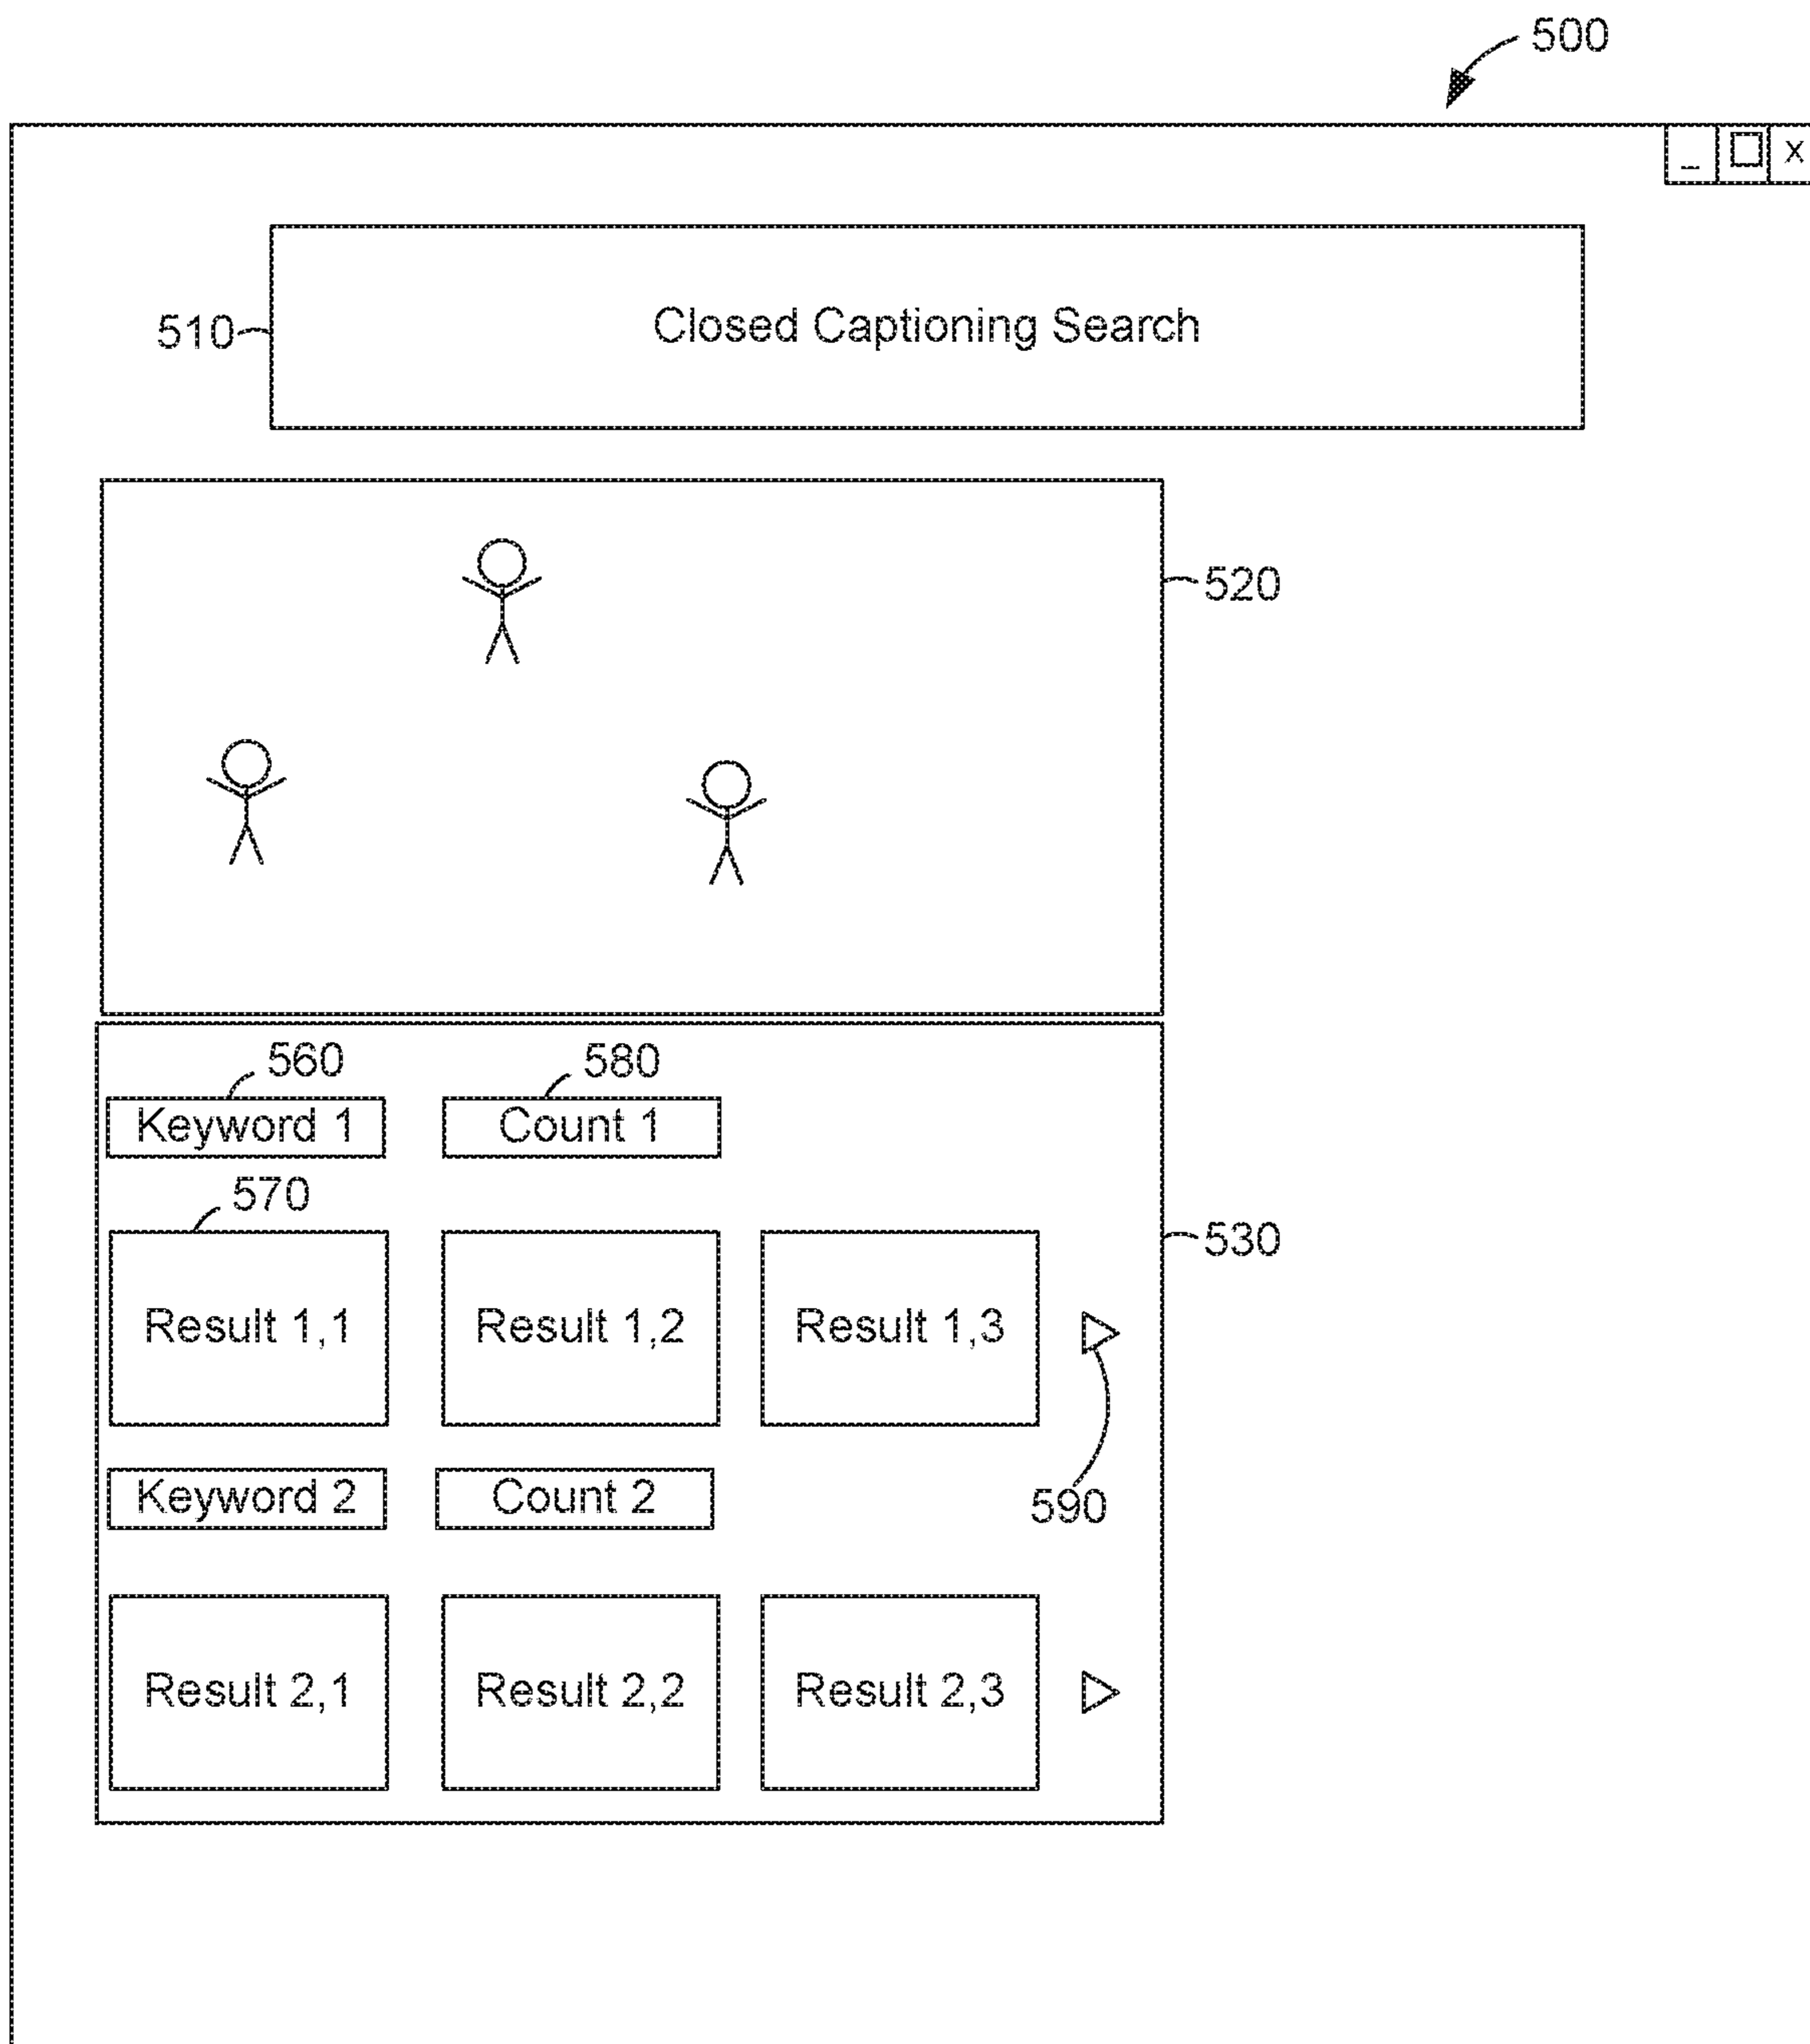 500
_ □ X
510 Closed Captioning Search
520
560 580
Keyword 1 Count 1
570
530
Result 1,1 Result 1,2 Result 1,3
Keyword 2 Count 2
590
Result 2,1 Result 2,2 Result 2,3